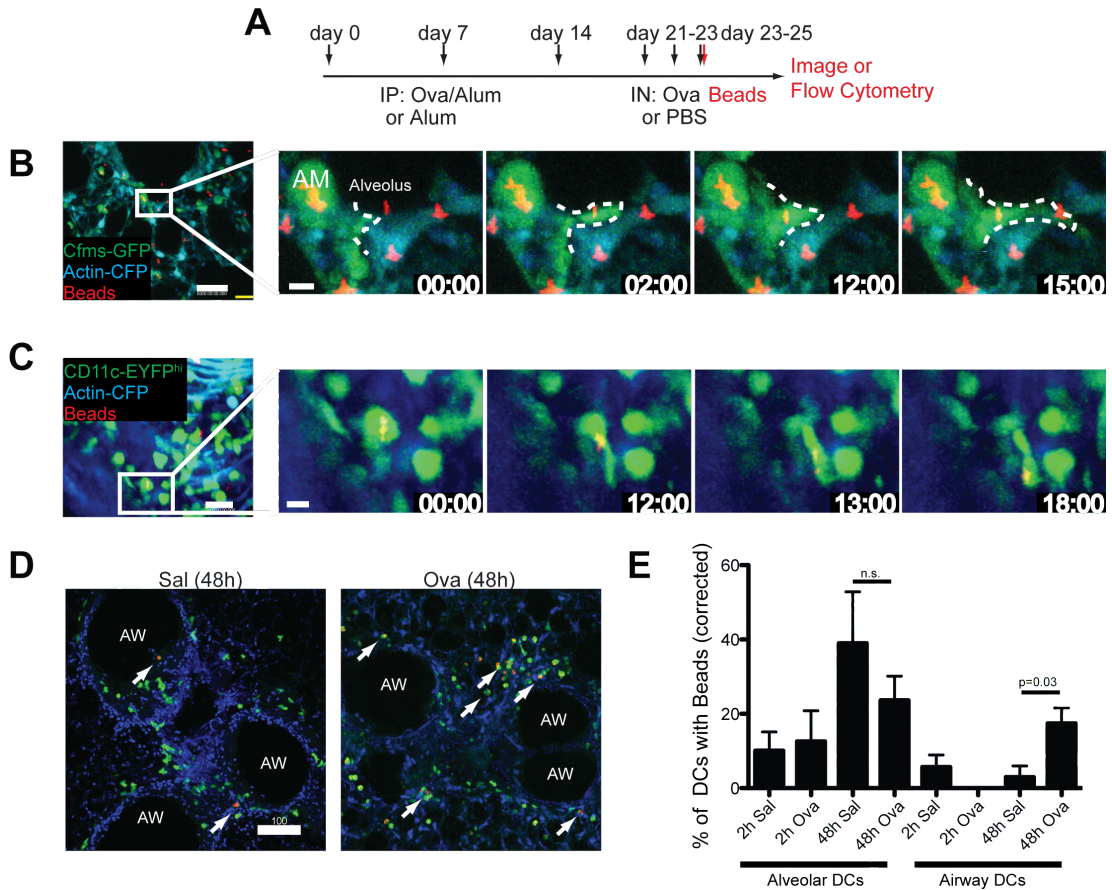 A
day 0 day 7 day 14 day 21-23 day 23-25
IP: Ova/Alum
or Alum
IN: Ova Beads
or PBS
Image or
Flow Cytometry
B
Cfms-GFP
Actin-CFP
Beads
AM
Alveolus
00:00
02:00
12:00
15:00
C
CD11c-EYFPhi
Actin-CFP
Beads
00:00
12:00
13:00
18:00
D
Sal (48h)
Ova (48h)
AW
AW
AW
100
AW
AW
AW
E
% of DCs with Beads (corrected)
60
40
20
0
n.s.
p=0.03
2h Sal
2h Ova
48h Sal
48h Ova
2h Sal
2h Ova
48h Sal
48h Ova
Alveolar DCs
Airway DCs